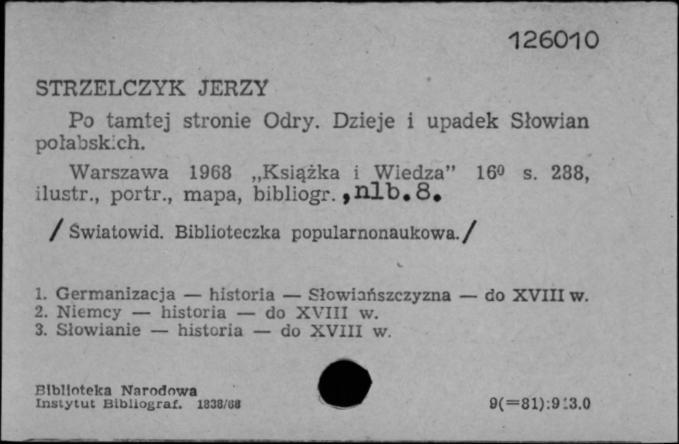 126010
STRZELCZYK JERZY
Po tamtej stronie Odry. Dzieje i upadek Słowian
połabskich.
Warszawa 1968 „Książka i Wiedza” 16⁰ s. 288,
ilustr., portr., mapa, bibliogr. , nlb. 8.
/ Światowid. Biblioteczka popularnonaukowa. /
1. Germanizacja — historia — Słowiańszczyzna — do XVIII w.
2. Niemcy — historia — do XVIII w.
3. Słowianie — historia — do XVIII w.
Biblioteka Narodowa
Instytut Bibliograf. 1838/68
9(=81):913.0